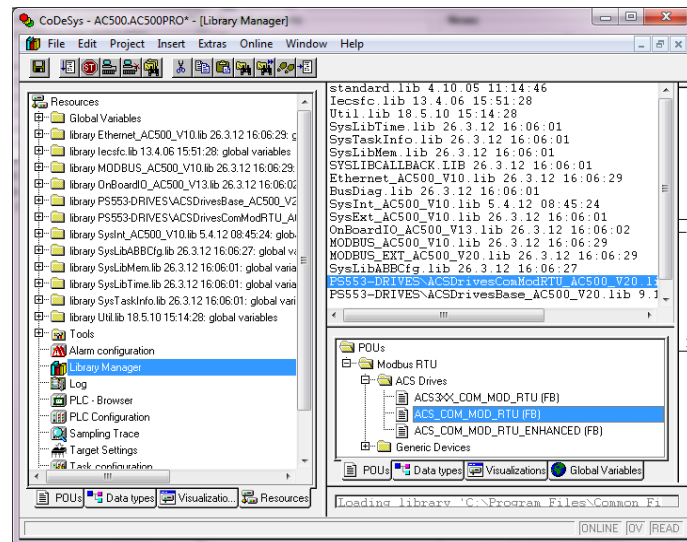 CoDeSys - AC500.AC500PRO* - [Library Manager]
File Edit Project Insert Extras Online Window Help
Resources
Global Variables
library Ethernet_AC500_V10.lib 26.3.12 16:06:29: g
library Iecsfc.lib 13.4.06 15:51:28: global variables
library MODBUS_AC500_V10.lib 26.3.12 16:06:29:
library OnBoardIO_AC500_V13.lib 26.3.12 16:06:02
library PS553-DRIVES\ACSDrivesBase_AC500_V2
library PS553-DRIVES\ACSDrivesComModRTU_A
library SysInt_AC500_V10.lib 5.4.12 08:45:24: glob
library SysLibABBCfg.lib 26.3.12 16:06:27: global va
library SysLibMem.lib 26.3.12 16:06:01: global varia
library SysLibTime.lib 26.3.12 16:06:01: global varia
library SysTaskInfo.lib 26.3.12 16:06:01: global vari
library Util.lib 18.5.10 15:14:28: global variables
Tools
Alarm configuration
Library Manager
Log
PLC - Browser
PLC Configuration
Sampling Trace
Target Settings
Task configuration
POUs Data types Visualizatio... Resources
standard.lib 4.10.05 11:14:46
Iecsfc.lib 13.4.06 15:51:28
Util.lib 18.5.10 15:14:28
SysLibTime.lib 26.3.12 16:06:01
SysTaskInfo.lib 26.3.12 16:06:01
SysLibMem.lib 26.3.12 16:06:01
SYSLIBCALLBACK.LIB 26.3.12 16:06:01
Ethernet_AC500_V10.lib 26.3.12 16:06:29
BusDiag.lib 26.3.12 16:06:01
SysInt_AC500_V10.lib 5.4.12 08:45:24
SysExt_AC500_V10.lib 26.3.12 16:06:01
OnBoardIO_AC500_V13.lib 26.3.12 16:06:02
MODBUS_AC500_V10.lib 26.3.12 16:06:29
MODBUS_EXT_AC500_V20.lib 26.3.12 16:06:29
SysLibABBCfg.lib 26.3.12 16:06:27
PS553-DRIVES\ACSDrivesComModRTU_AC500_V20.li
PS553-DRIVES\ACSDrivesBase_AC500_V20.lib 9.1
POUs
Modbus RTU
ACS Drives
ACS3XX_COM_MOD_RTU (FB)
ACS_COM_MOD_RTU (FB)
ACS_COM_MOD_RTU_ENHANCED (FB)
Generic Devices
POUs Data types Visualizations Global Variables
Loading library 'C:\Program Files\Common Fi
ONLINE OV READ